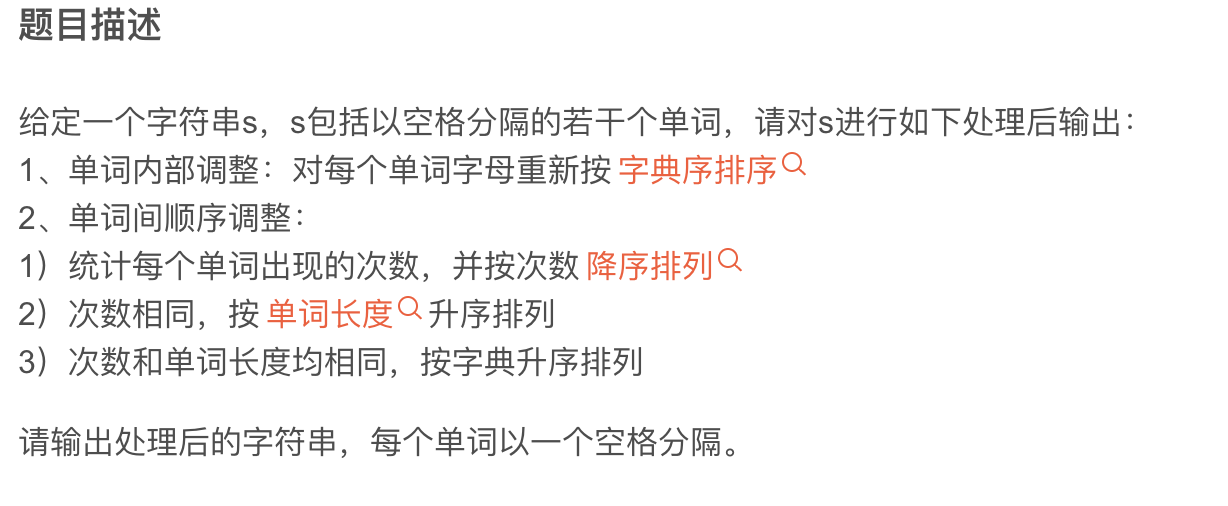 题目描述
给定一个字符串s，s包括以空格分隔的若干个单词，请对s进行如下处理后输出：
1、单词内部调整：对每个单词字母重新按字典序排序
2、单词间顺序调整：
1）统计每个单词出现的次数，并按次数降序排列
2）次数相同，按单词长度升序排列
3）次数和单词长度均相同，按字典升序排列
请输出处理后的字符串，每个单词以一个空格分隔。